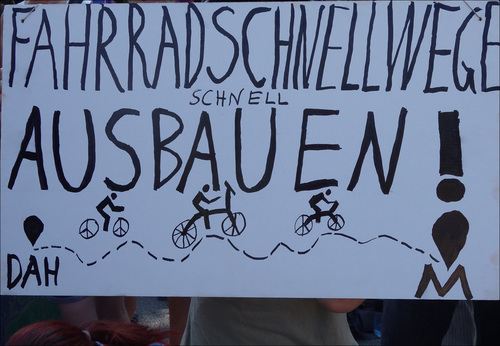 FAHRRADSCHNELLWEGE
SCHNELL
AUSBAUEN!
DAH
M